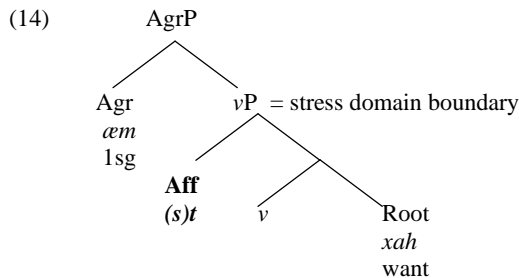 (14) AgrP
Agr vP = stress domain boundary
æm
1sg
Aff
(s)t v Root
xah
want